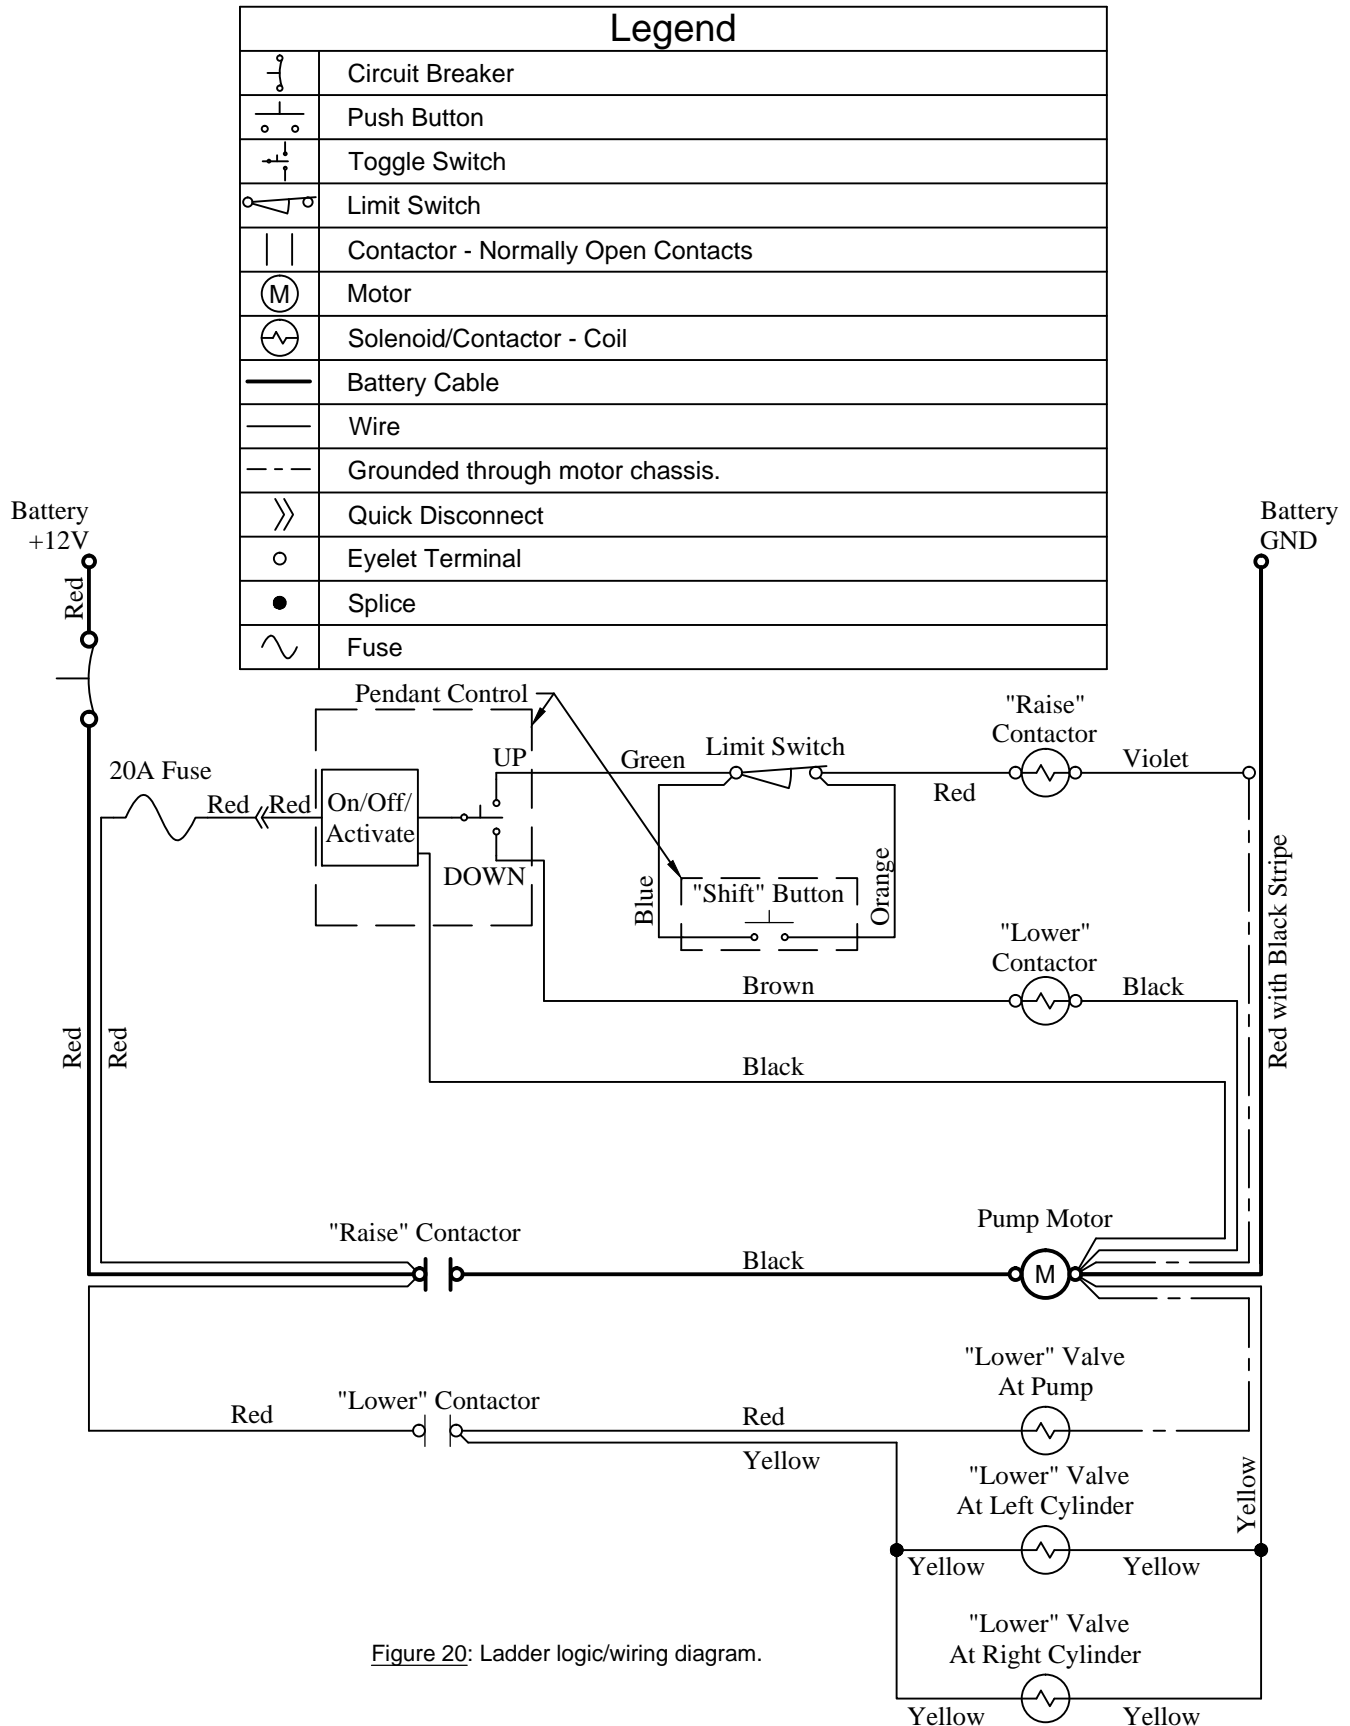 Legend
Circuit Breaker
Push Button
Toggle Switch
Limit Switch
Contactor - Normally Open Contacts
M
Motor
Solenoid/Contactor - Coil
Battery Cable
Wire
Grounded through motor chassis.
Quick Disconnect
Eyelet Terminal
Splice
Fuse
Battery
+12V
Red
Battery
GND
Pendant Control
20A Fuse
Red
Red
On/Off/
Activate
UP
DOWN
Green
Limit Switch
Red
"Raise"
Contactor
Violet
Blue
"Shift" Button
Orange
"Lower"
Contactor
Brown
Black
Red with Black Stripe
Red
Red
Black
"Raise" Contactor
Black
Pump Motor
M
"Lower" Valve
At Pump
Red
"Lower" Contactor
Red
Yellow
"Lower" Valve
At Left Cylinder
Yellow
Yellow
Yellow
"Lower" Valve
At Right Cylinder
Yellow
Yellow
Figure 20: Ladder logic/wiring diagram.